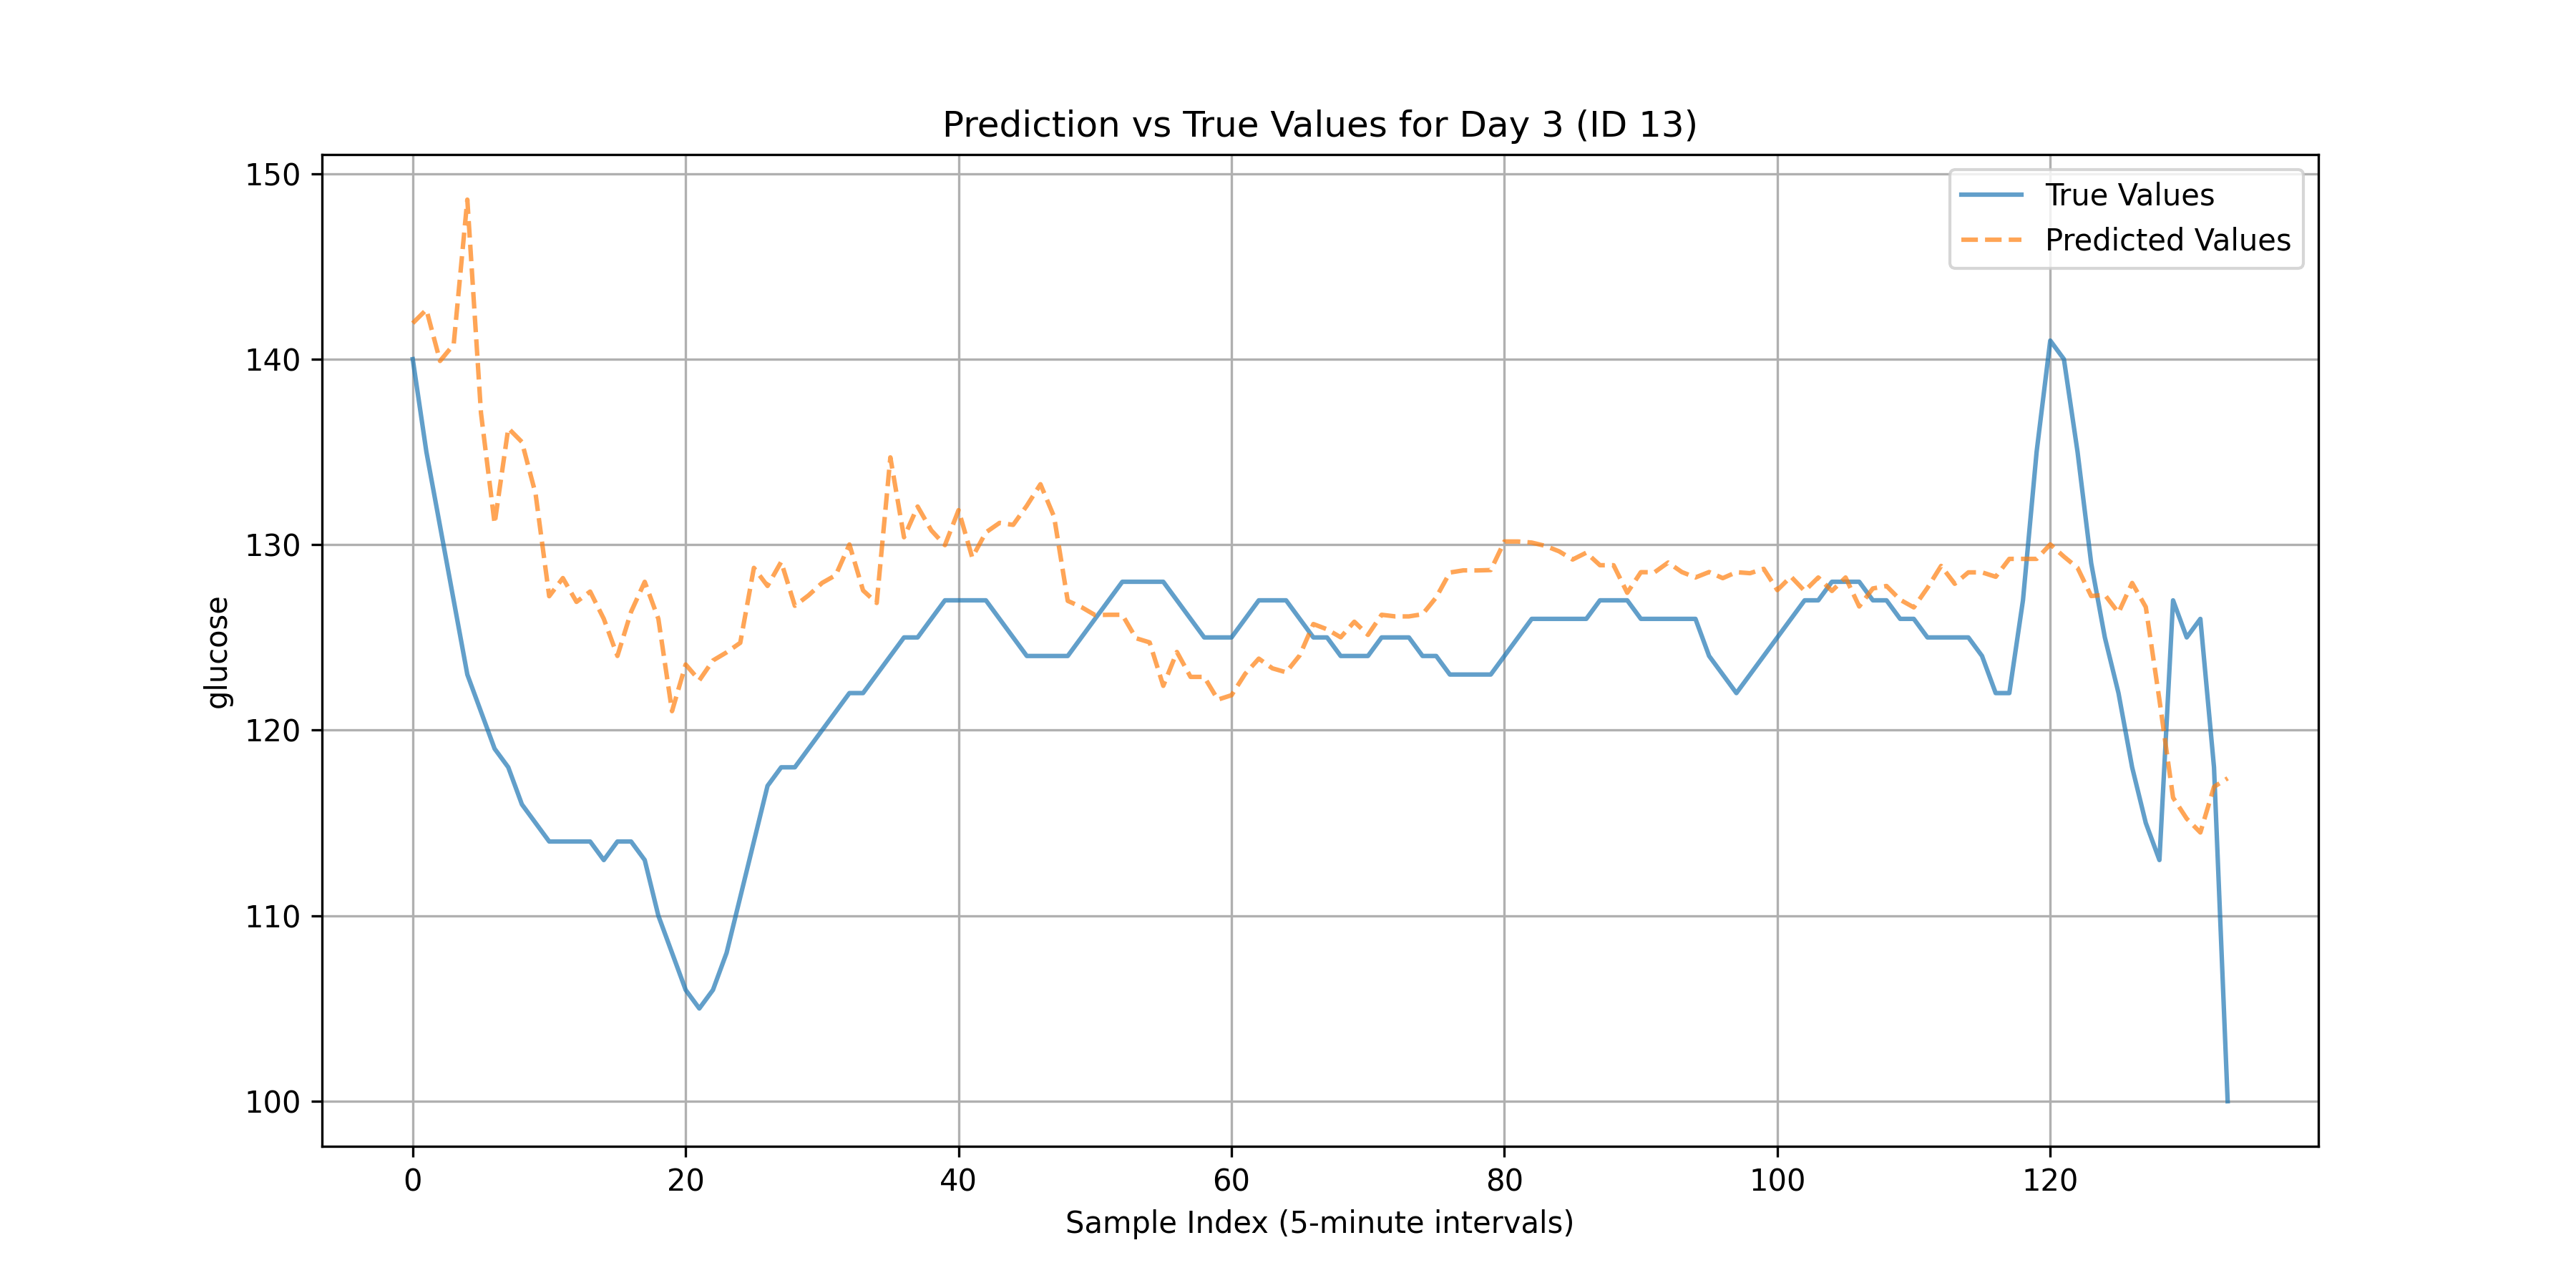 Prediction vs True Values for Day 3 (ID 13)
150
140
130
120
110
100
glucose
True Values
Predicted Values
0 20 40 60 80 100 120
Sample Index (5-minute intervals)